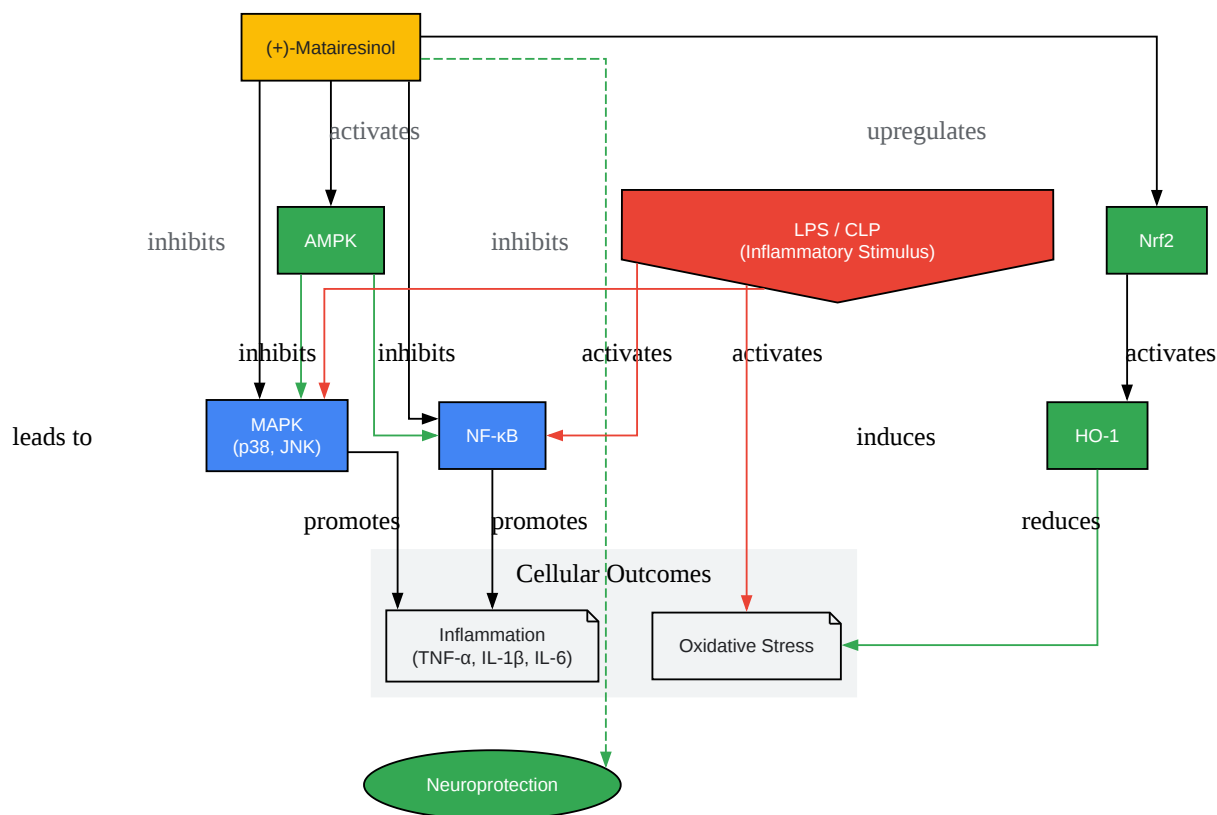 (+)-Matairesinol
activates
upregulates
inhibits
AMPK
inhibits
LPS / CLP
(Inflammatory Stimulus)
Nrf2
inhibits
inhibits
activates
activates
activates
leads to
MAPK
(p38, JNK)
NF-κB
induces
HO-1
promotes
promotes
reduces
Cellular Outcomes
Inflammation
(TNF-α, IL-1β, IL-6)
Oxidative Stress
Neuroprotection